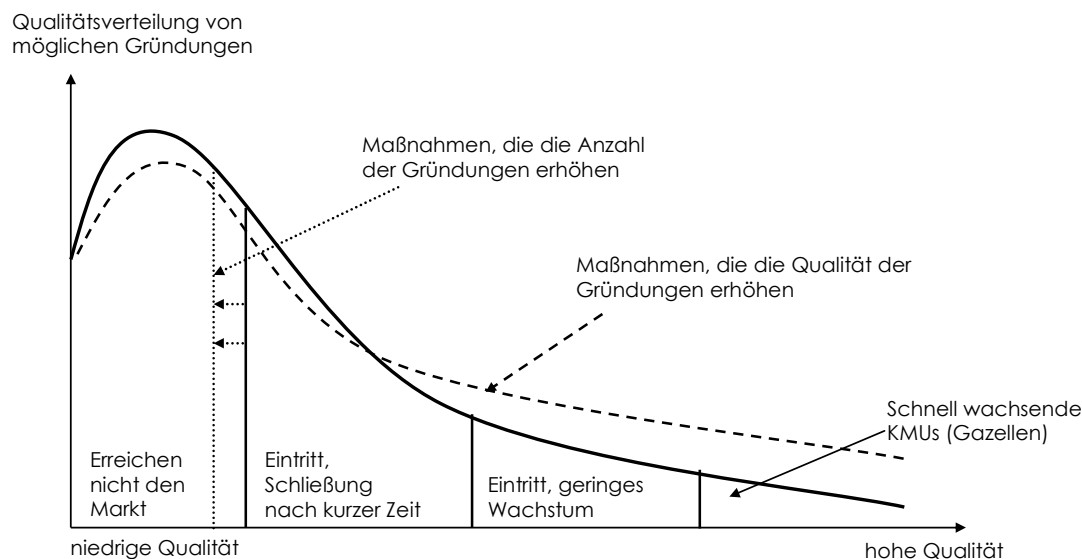 Qualitätsverteilung von
möglichen Gründungen
Maßnahmen, die die Anzahl
der Gründungen erhöhen
Maßnahmen, die die Qualität der
Gründungen erhöhen
Schnell wachsende
KMUs (Gazellen)
Erreichen
nicht den
Markt
Eintritt,
Schließung
nach kurzer Zeit
Eintritt, geringes
Wachstum
niedrige Qualität
hohe Qualität